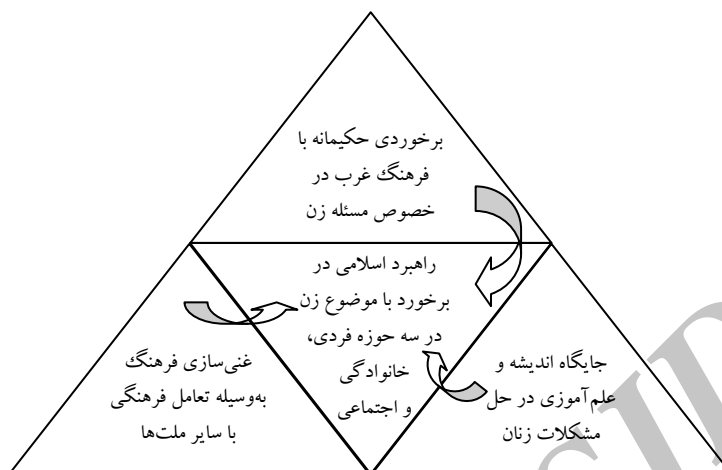 برخوردی حکیمانه با
فرهنگ غرب در
خصوص مسئله زن
راهبرد اسلامی در
برخورد با موضوع زن
در سه حوزه فردی،
خانوادگی
و اجتماعی
جایگاه اندیشه و
علم‌آموزی در حل
مشکلات زنان
غنی‌سازی فرهنگ
به‌وسیله تعامل فرهنگی
با سایر ملت‌ها
SID